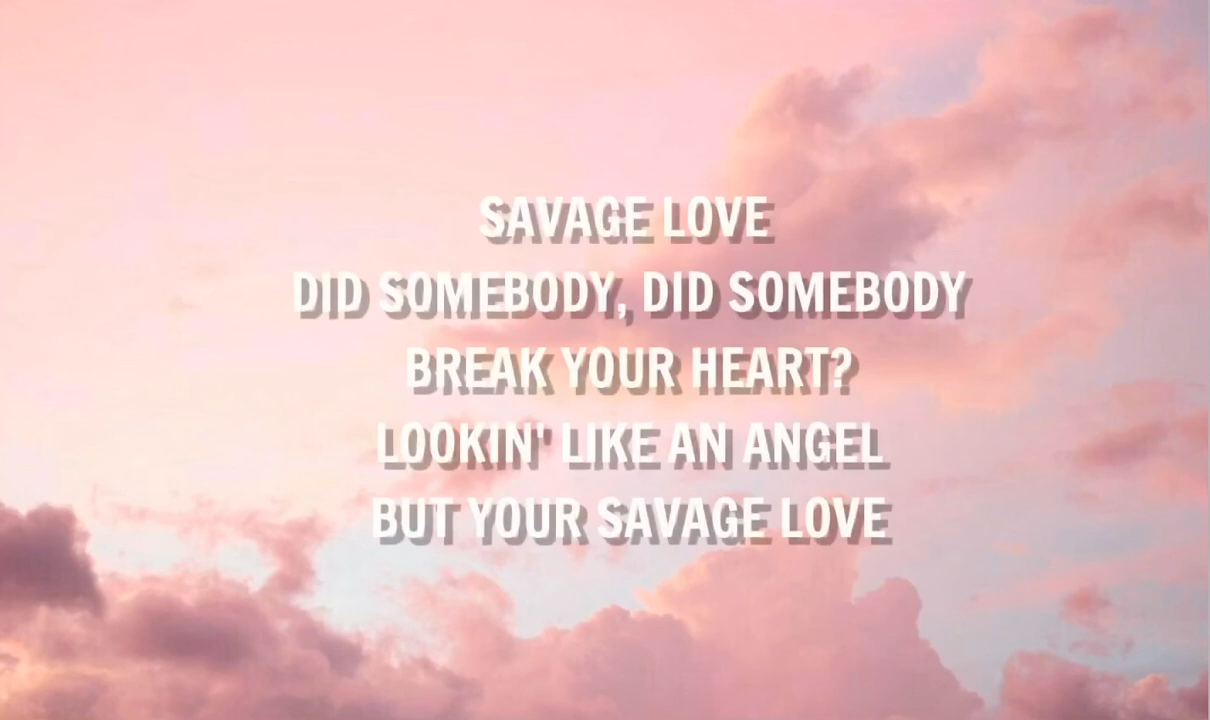 SAVAGE LOVE
DID SOMEBODY, DID SOMEBODY
BREAK YOUR HEART?
LOOKIN' LIKE AN ANGEL
BUT YOUR SAVAGE LOVE